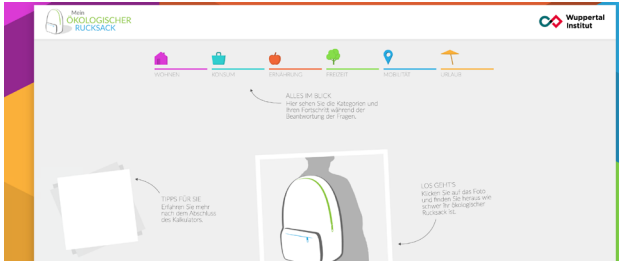 Mein
ÖKOLOGISCHER
RUCKSACK
Wuppertal
Institut
WOHNEN
KONSUM
ERNÄHRUNG
FREIZEIT
MOBILITÄT
URLAUB
ALLES IM BLICK
Hier sehen Sie die Kategorien und
Ihren Fortschritt während der
Beantwortung der Fragen.
TIPPS FÜR SIE
Erfahren Sie mehr
nach dem Abschluss
des Kalkulators.
LOS GEHT'S
Klicken Sie auf das Foto
und finden Sie heraus wie
schwer Ihr ökologischer
Rucksack ist.